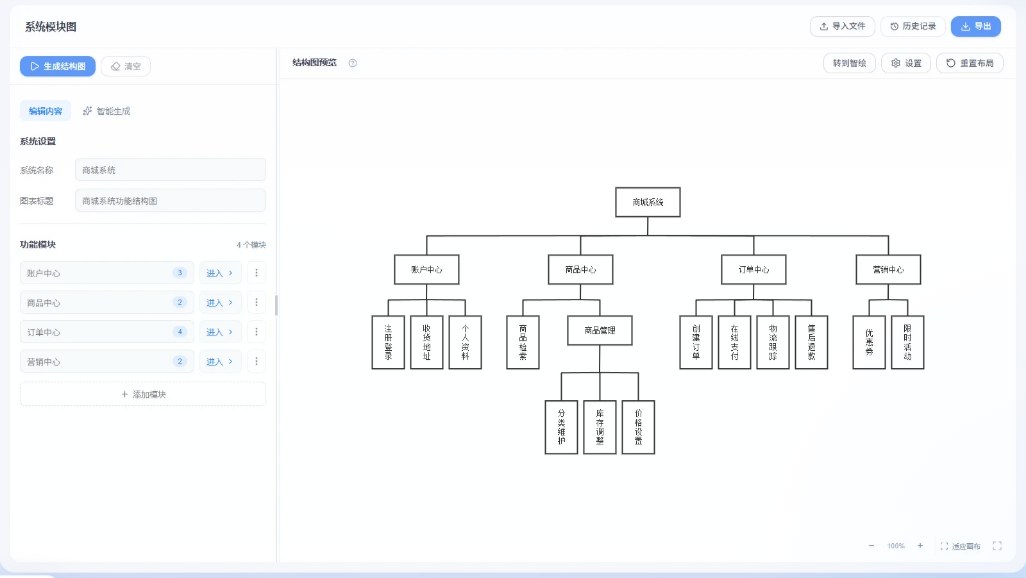 系统模块图
导入文件
历史记录
导出
生成结构图
清空
结构图预览
转到智绘
设置
重置布局
编辑内容
智能生成
系统设置
系统名称
商城系统
图表标题
商城系统功能结构图
功能模块
4 个模块
账户中心 3 进入
商品中心 2 进入
订单中心 4 进入
营销中心 2 进入
+ 添加模块
商城系统
账户中心
商品中心
订单中心
营销中心
注册登录
收货地址
个人资料
商品检索
商品管理
创建订单
在线支付
物流跟踪
售后退款
优惠券
限时活动
分类维护
库存调整
价格设置
− 100% +
适应画布